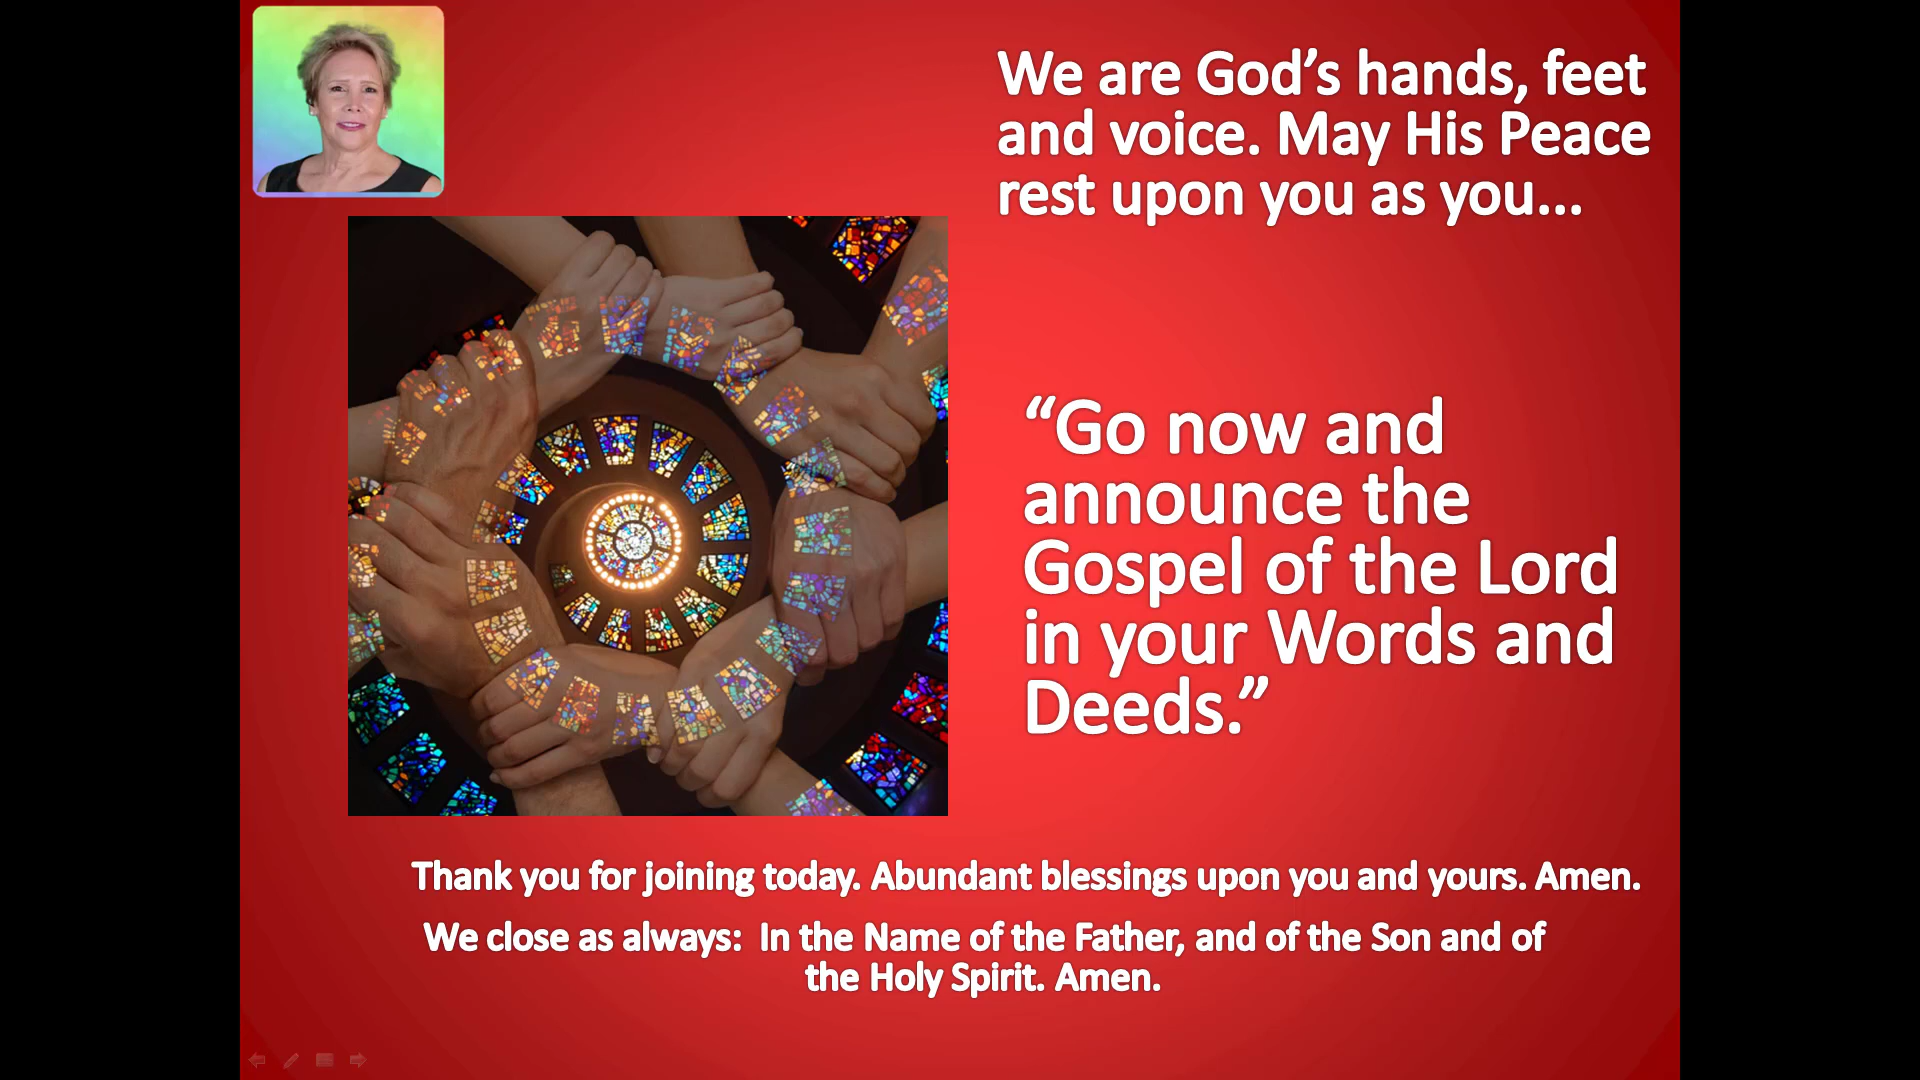 We are God’s hands, feet
and voice. May His Peace
rest upon you as you...
“Go now and
announce the
Gospel of the Lord
in your Words and
Deeds.”
Thank you for joining today. Abundant blessings upon you and yours. Amen.
We close as always:  In the Name of the Father, and of the Son and of
the Holy Spirit. Amen.